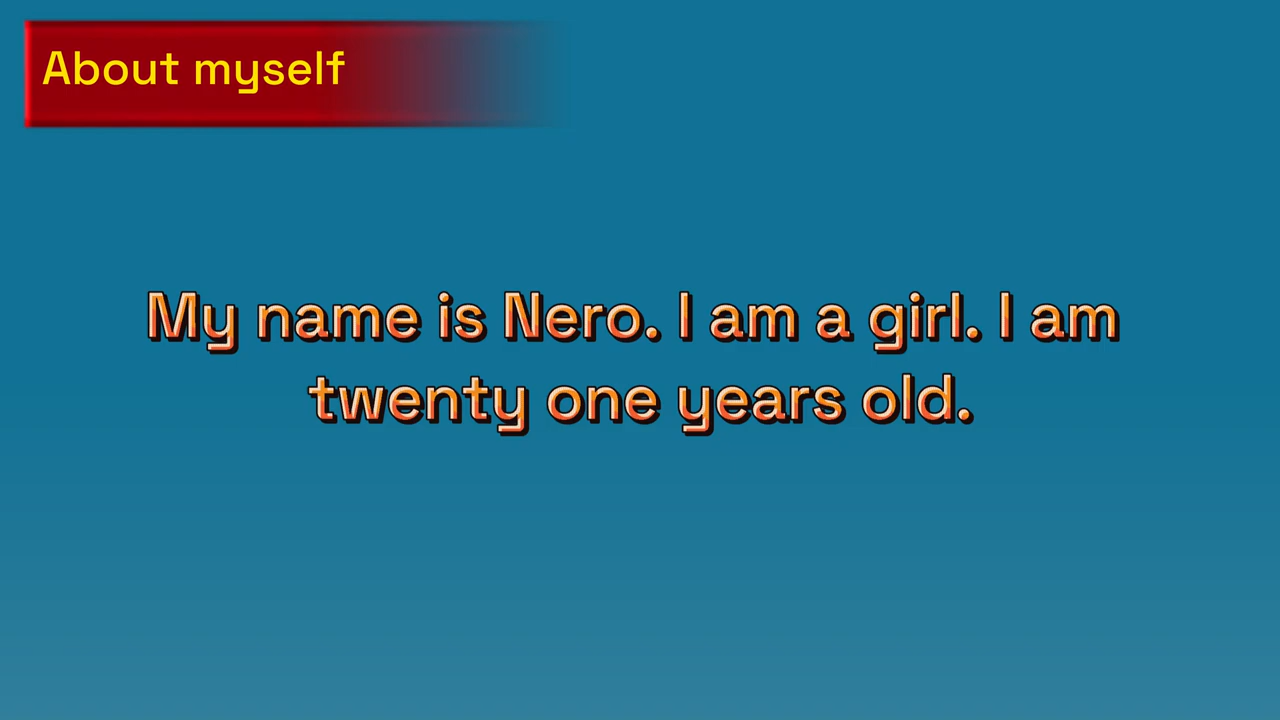 About myself
My name is Nero. I am a girl. I am
twenty one years old.